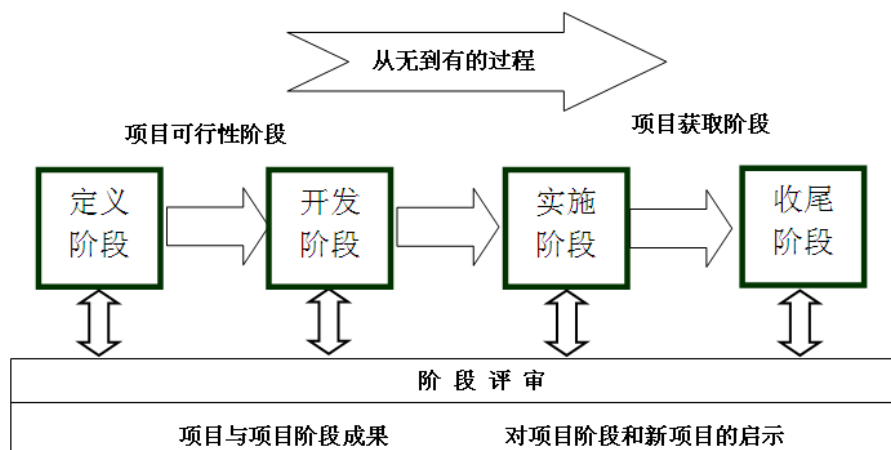 从无到有的过程
项目可行性阶段
项目获取阶段
定义
阶段
开发
阶段
实施
阶段
收尾
阶段
阶 段 评 审
项目与项目阶段成果
对项目阶段和新项目的启示